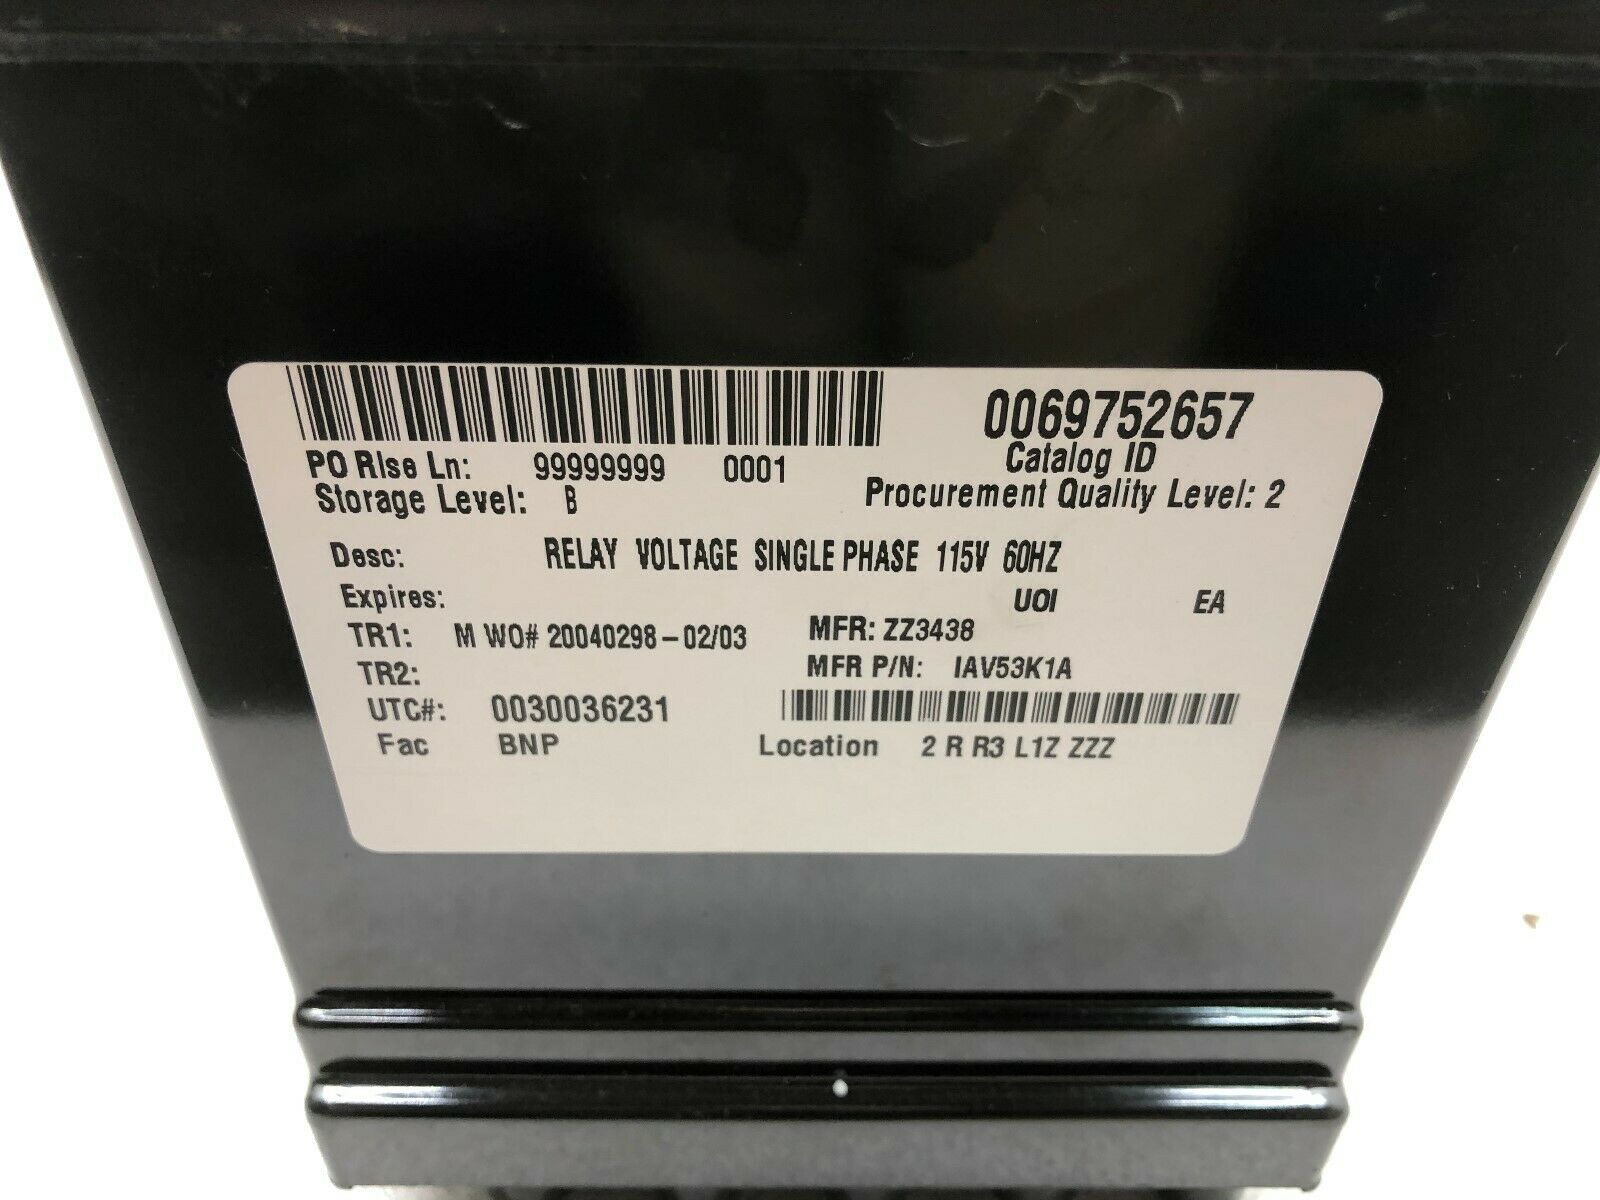 0069752657
Catalog ID
PO Rlse Ln: 99999999 0001
Storage Level: B
Procurement Quality Level: 2
Desc: RELAY VOLTAGE SINGLE PHASE 115V 60HZ
Expires: UOI EA
TR1: M WO# 20040298-02/03 MFR: ZZ3438
TR2: MFR P/N: IAV53K1A
UTC#: 0030036231
Fac BNP Location 2 R R3 L1Z ZZZ